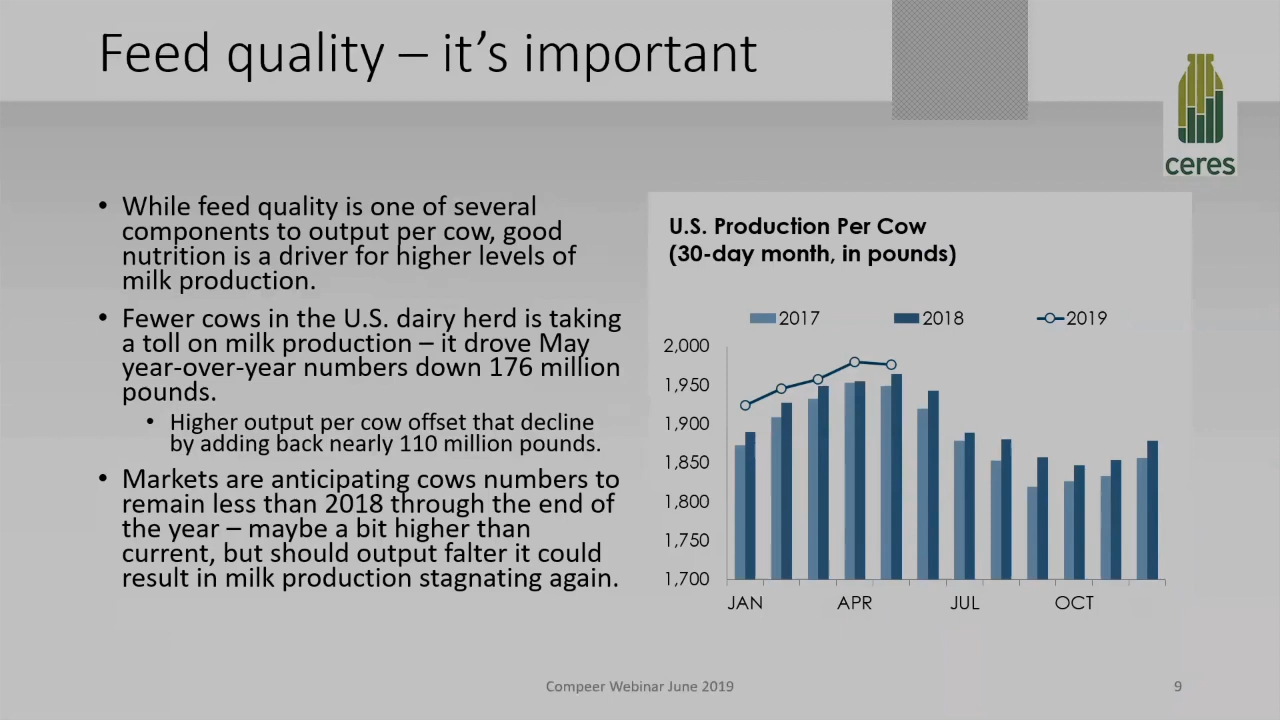 Feed quality – it's important
ceres
• While feed quality is one of several
components to output per cow, good
nutrition is a driver for higher levels of
milk production.
• Fewer cows in the U.S. dairy herd is taking
a toll on milk production – it drove May
year-over-year numbers down 176 million
pounds.
• Higher output per cow offset that decline
by adding back nearly 110 million pounds.
• Markets are anticipating cows numbers to
remain less than 2018 through the end of
the year – maybe a bit higher than
current, but should output falter it could
result in milk production stagnating again.
U.S. Production Per Cow
(30-day month, in pounds)
2017 2018 2019
2,000
1,950
1,900
1,850
1,800
1,750
1,700
JAN APR JUL OCT
Compeer Webinar June 2019
9